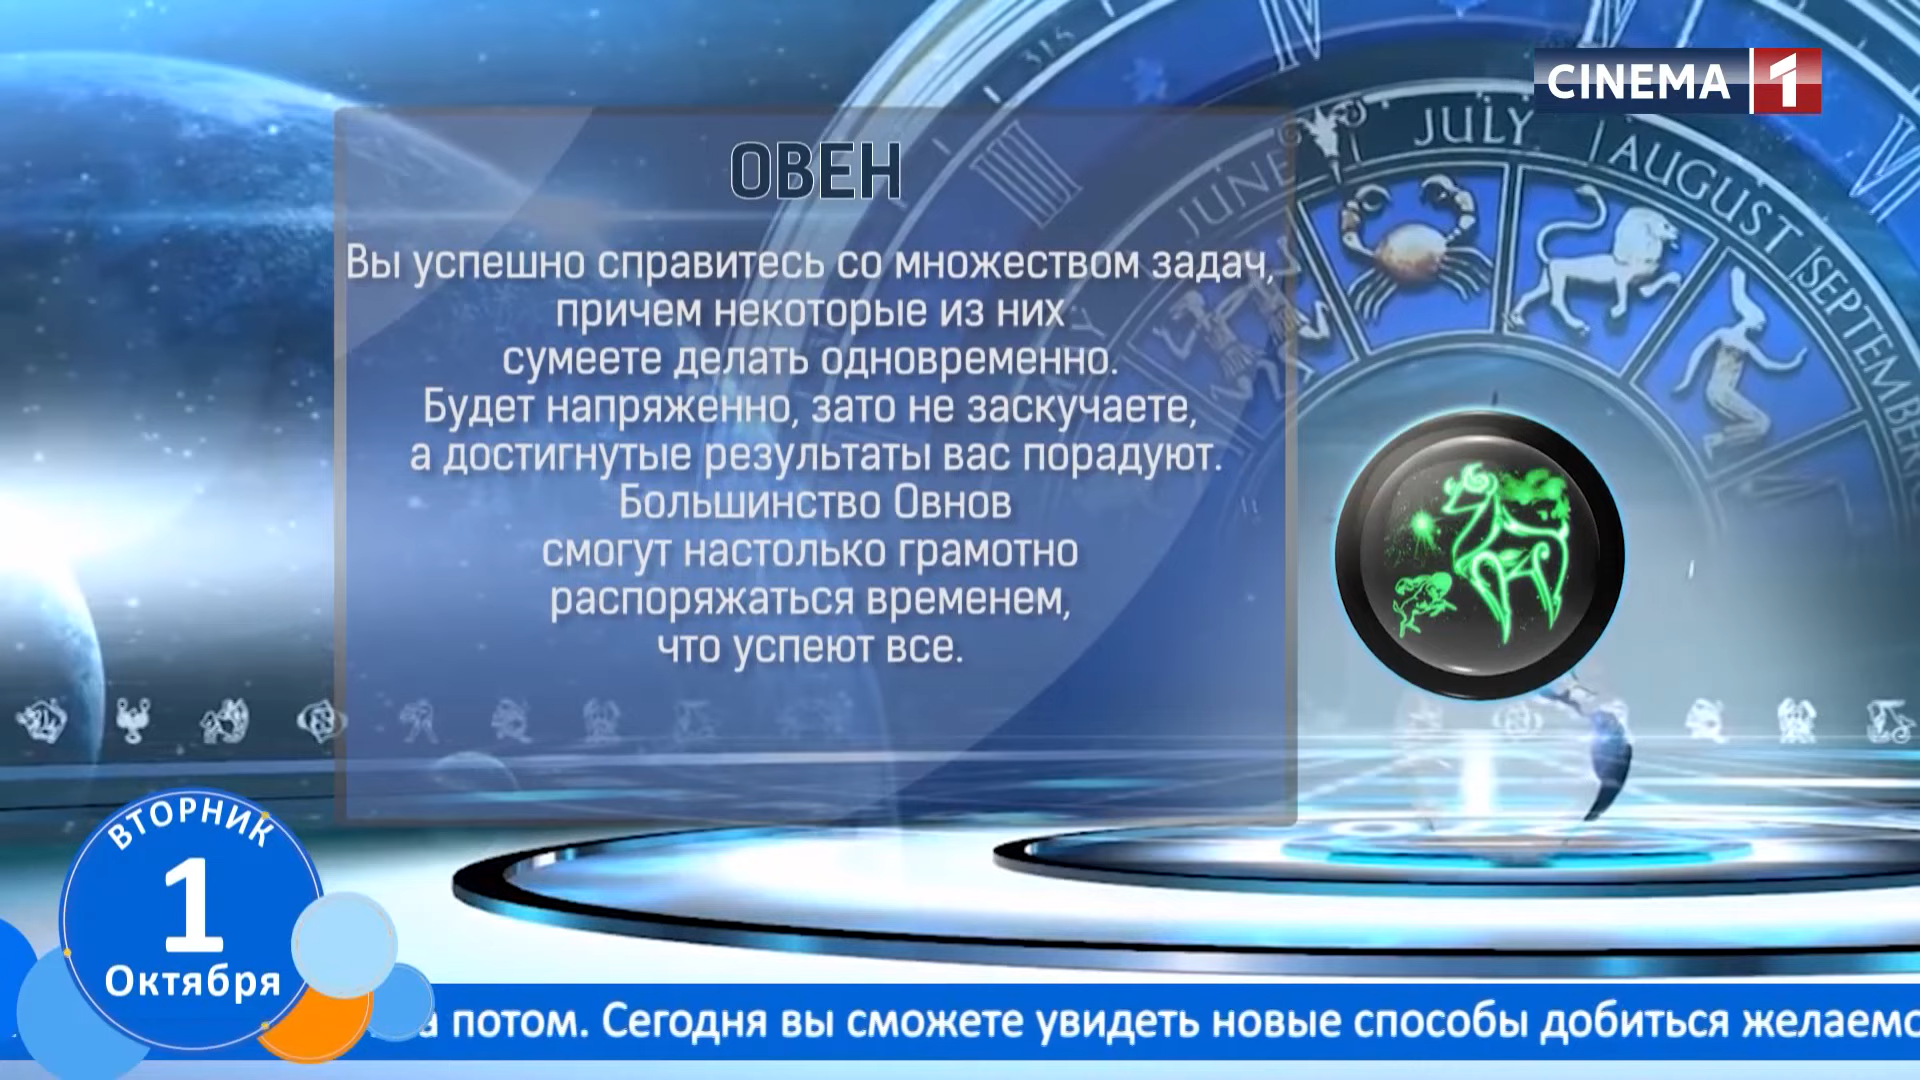 CINEMA 1
315
JUNE
JULY
AUGUST
SEPTEMBER
ОВЕН
Вы успешно справитесь со множеством задач,
причем некоторые из них
сумеете делать одновременно.
Будет напряженно, зато не заскучаете,
а достигнутые результаты вас порадуют.
Большинство Овнов
смогут настолько грамотно
распоряжаться временем,
что успеют все.
ВТОРНИК
1
Октября
а потом. Сегодня вы сможете увидеть новые способы добиться желаемо